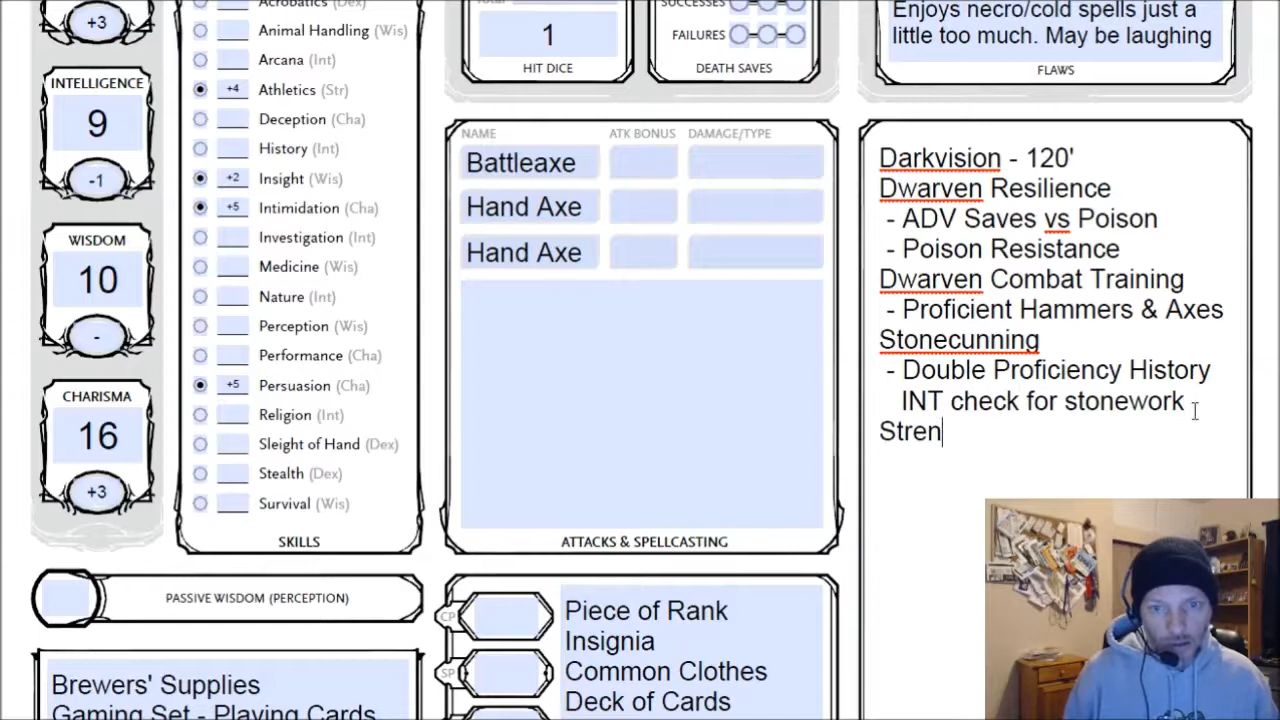 +3
INTELLIGENCE
9
-1
WISDOM
10
-
CHARISMA
16
+3
Acrobatics (Dex)
Animal Handling (Wis)
Arcana (Int)
+4 Athletics (Str)
Deception (Cha)
History (Int)
+2 Insight (Wis)
+5 Intimidation (Cha)
Investigation (Int)
Medicine (Wis)
Nature (Int)
Perception (Wis)
Performance (Cha)
+5 Persuasion (Cha)
Religion (Int)
Sleight of Hand (Dex)
Stealth (Dex)
Survival (Wis)
SKILLS
PASSIVE WISDOM (PERCEPTION)
Brewers' Supplies
Gaming Set - Playing Cards
1
HIT DICE
SUCCESSES
FAILURES
DEATH SAVES
NAME ATK BONUS DAMAGE/TYPE
Battleaxe
Hand Axe
Hand Axe
ATTACKS & SPELLCASTING
CP
SP
Piece of Rank
Insignia
Common Clothes
Deck of Cards
Enjoys necro/cold spells just a
little too much. May be laughing
FLAWS
Darkvision - 120'
Dwarven Resilience
- ADV Saves vs Poison
- Poison Resistance
Dwarven Combat Training
- Proficient Hammers & Axes
Stonecunning
- Double Proficiency History
INT check for stonework
Stren